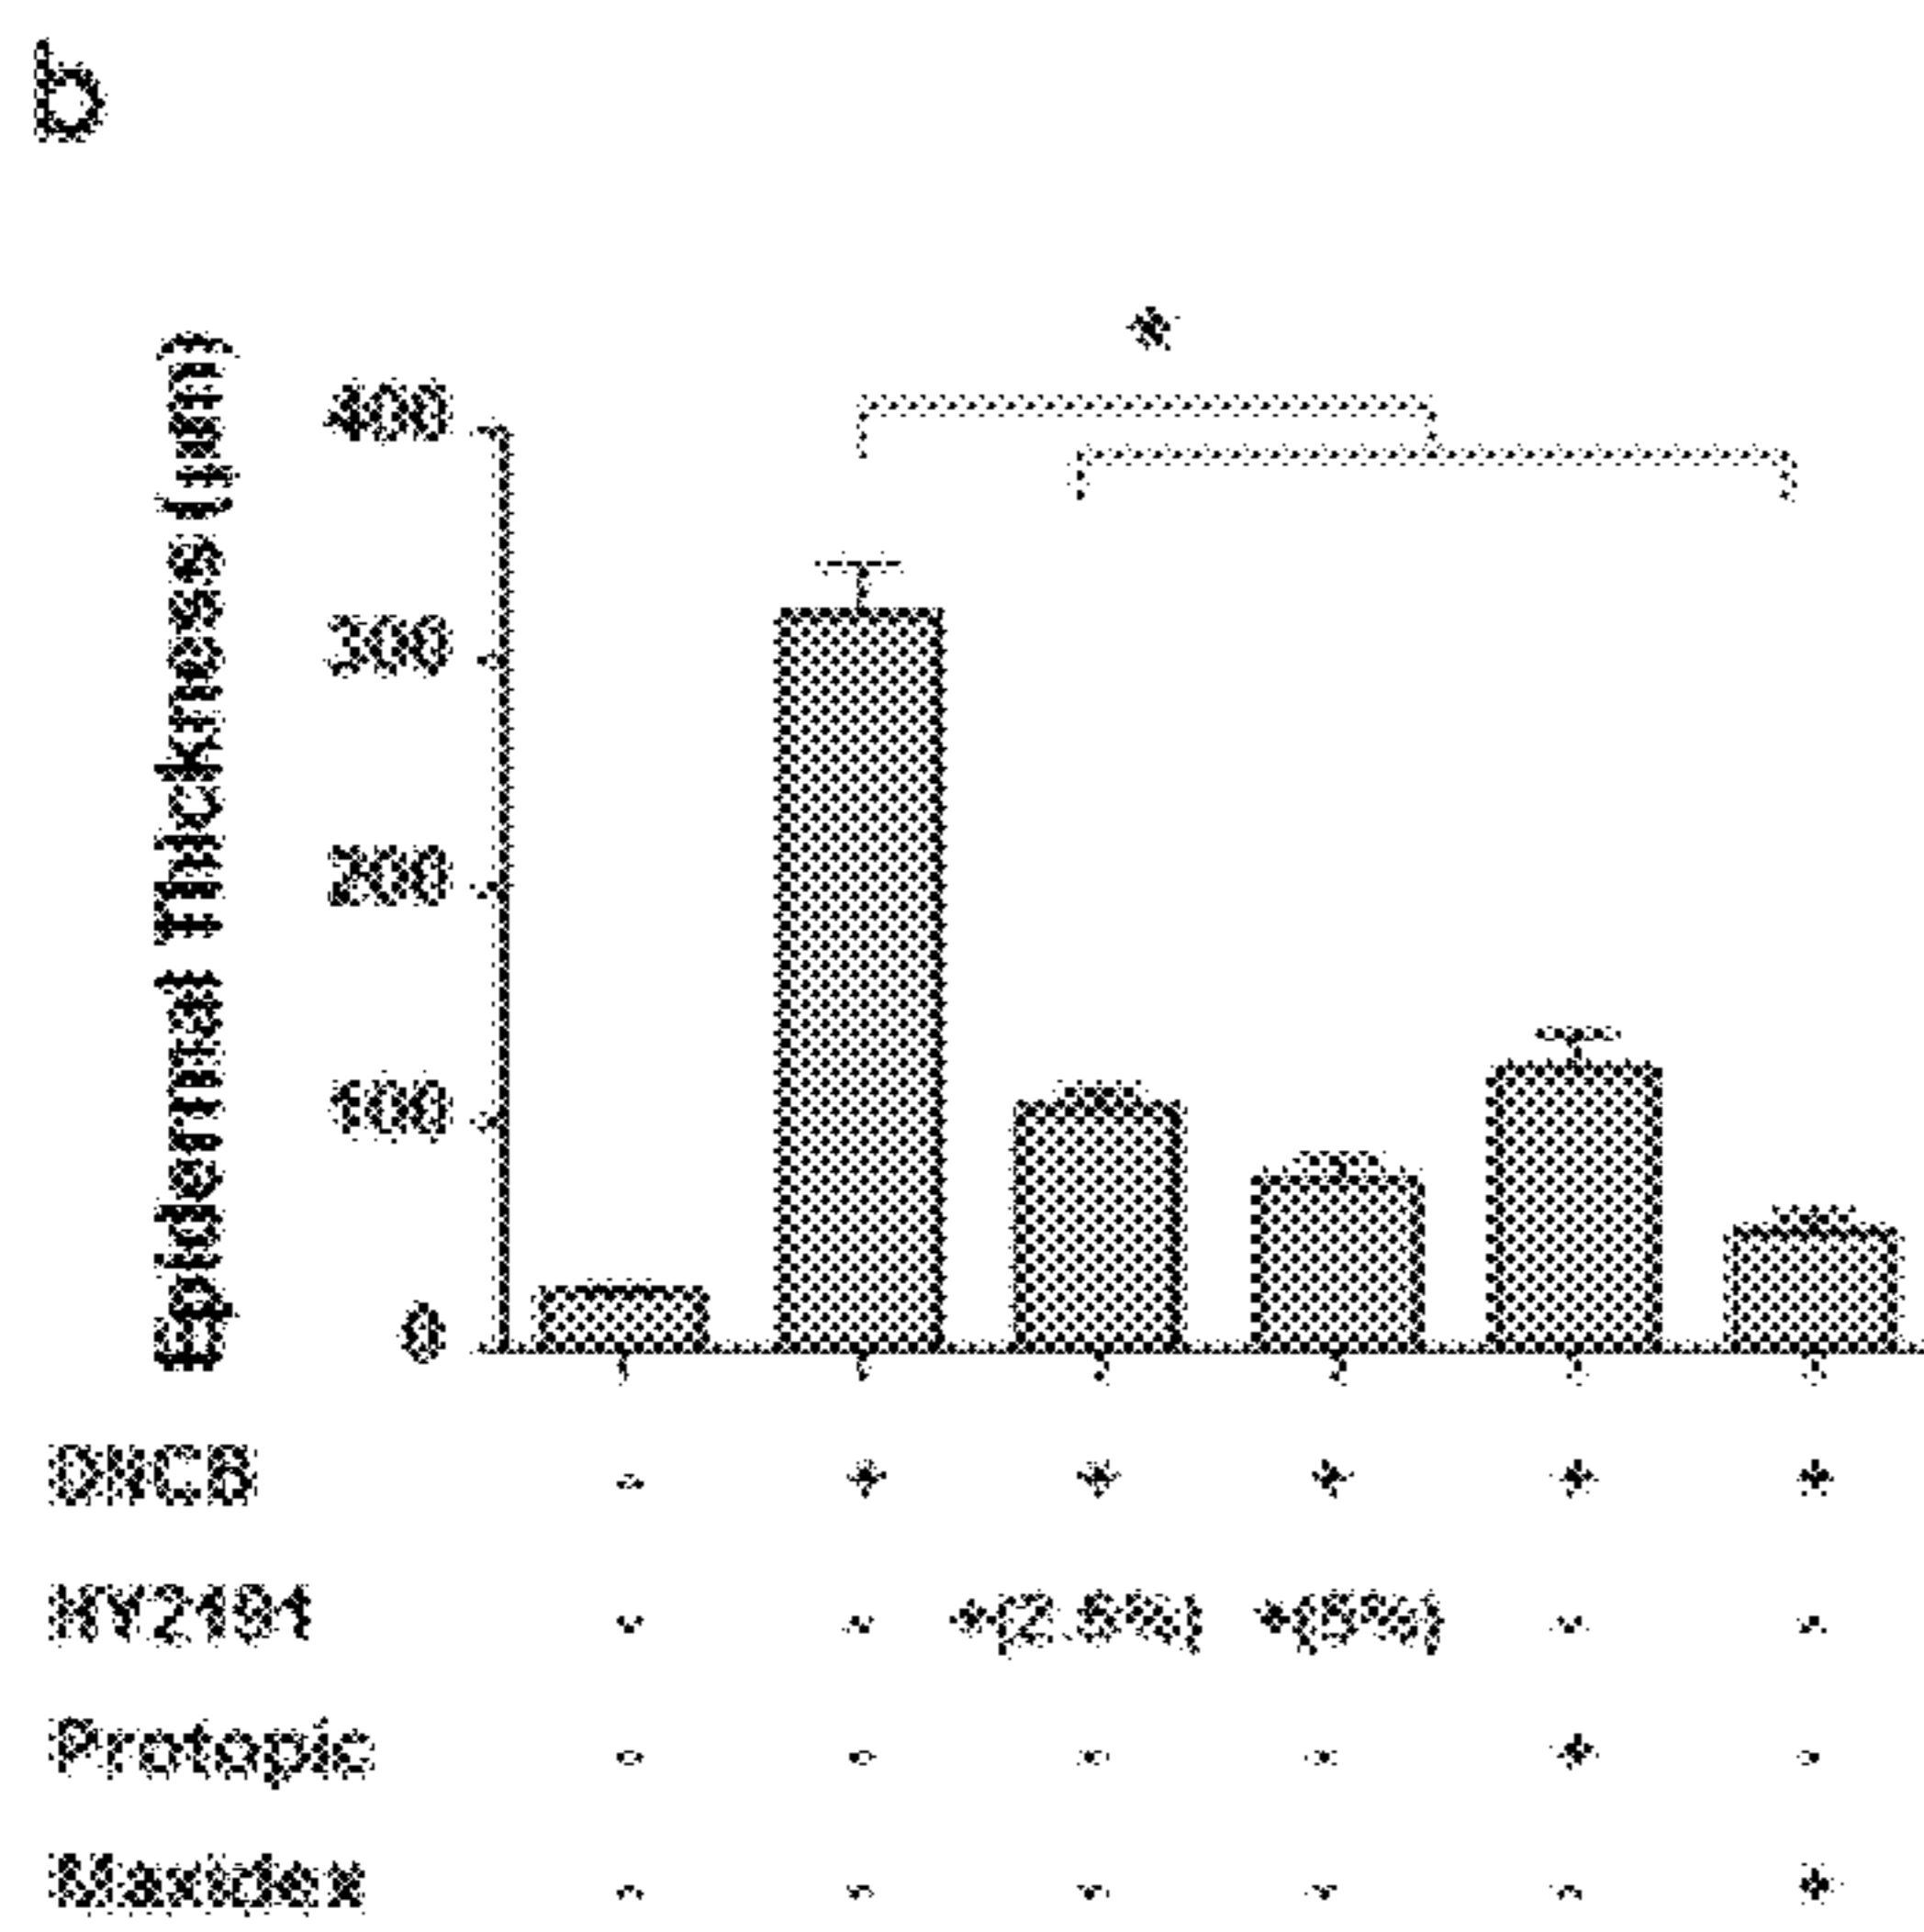 b
*
Epidermal Thickness (μm)
400
300
200
100
0
DNCB - + + + + +
HY2191 - - +(2.5%) +(5%) - -
Protopic - - - - + -
Maxidex - - - - - +